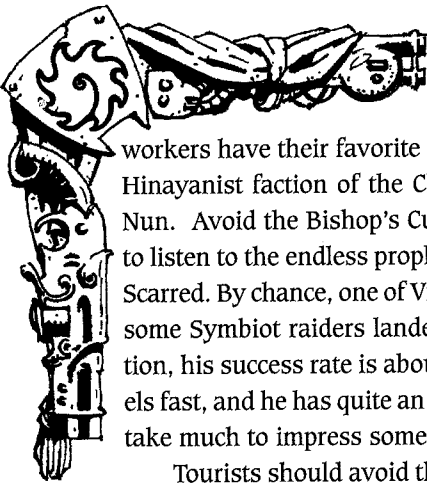 workers have their favorite
Hinayanist faction of the C
Nun. Avoid the Bishop's Cu
to listen to the endless prop
Scarred. By chance, one of V
some Symbiot raiders lande
tion, his success rate is abou
els fast, and he has quite an
take much to impress some
Tourists should avoid th